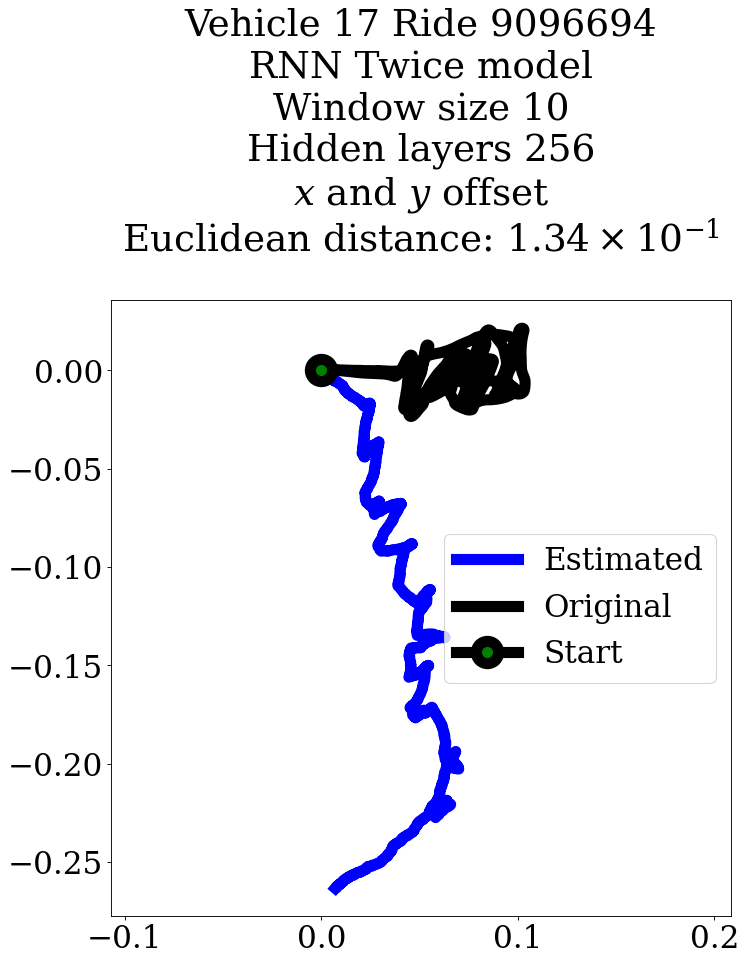 Vehicle 17 Ride 9096694
RNN Twice model
Window size 10
Hidden layers 256
x and y offset
Euclidean distance: 1.34 × 10⁻¹
0.00
−0.05
−0.10
−0.15
−0.20
−0.25
Estimated
Original
Start
−0.1
0.0
0.1
0.2